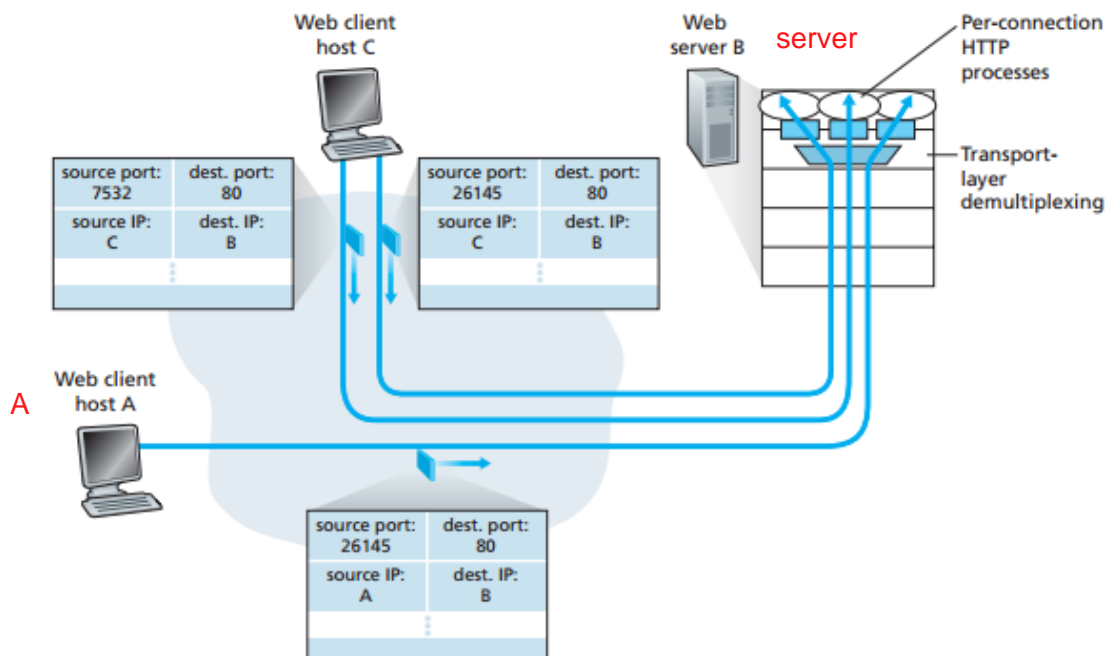 Web client
host C
Web
server B
server
Per-connection
HTTP
processes
Transport-
layer
demultiplexing
source port:
7532
dest. port:
80
source IP:
C
dest. IP:
B
source port:
26145
dest. port:
80
source IP:
C
dest. IP:
B
A
Web client
host A
source port:
26145
dest. port:
80
source IP:
A
dest. IP:
B